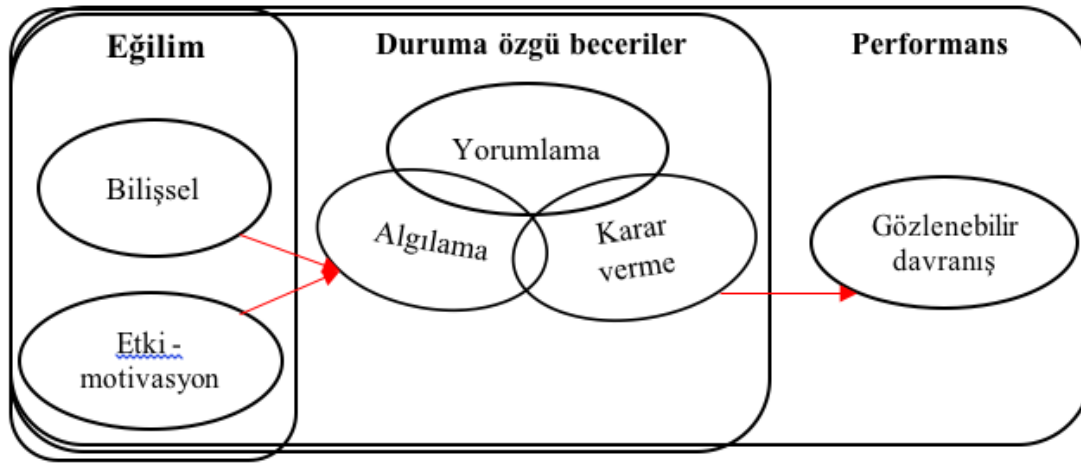 Eğilim
Duruma özgü beceriler
Performans
Bilişsel
Etki -
motivasyon
Yorumlama
Algılama
Karar
verme
Gözlenebilir
davranış